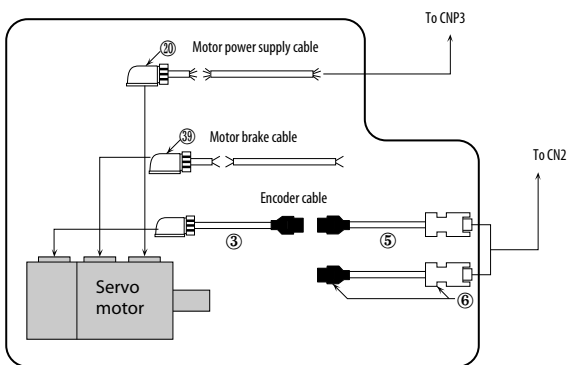 To CNP3
⑳ Motor power supply cable
㊴ Motor brake cable
To CN2
Encoder cable
③
⑤
⑥
Servo
motor